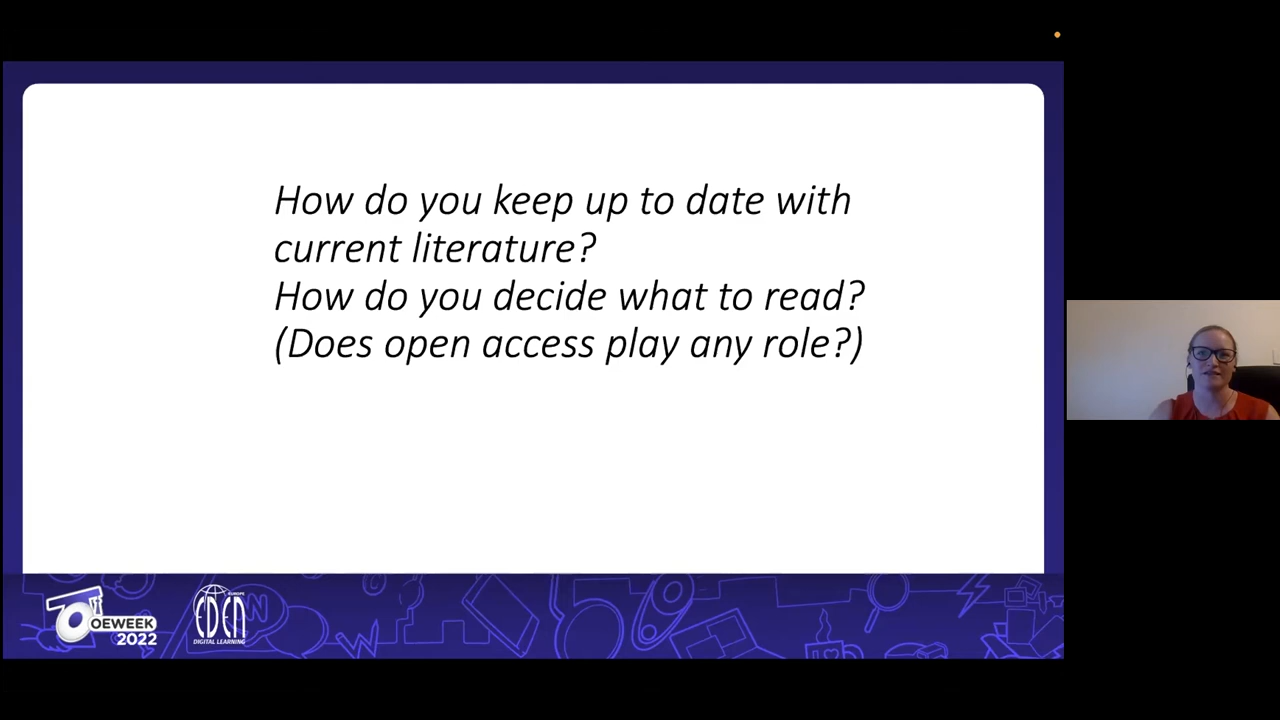 How do you keep up to date with
current literature?
How do you decide what to read?
(Does open access play any role?)
OEWEEK
2022
EUROPE
EDEN
DIGITAL LEARNING